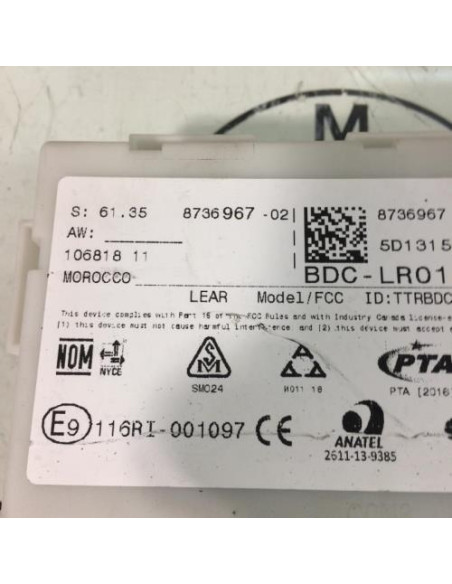 M
S: 61.35 8736967 -02 8736967
AW:
106818 11 5D1315
MOROCCO BDC-LR01
LEAR Model/FCC ID:TTRBDC
This device complies with Part 15 of the FCC Rules and with Industry Canada license-e
(1) this device must not cause harmful interference and (2) this device must accept
NOM NYCE SM024 R011 18 PTA
PTA [2016]
E9 116RI-001097 CE ANATEL
2611-13-9385